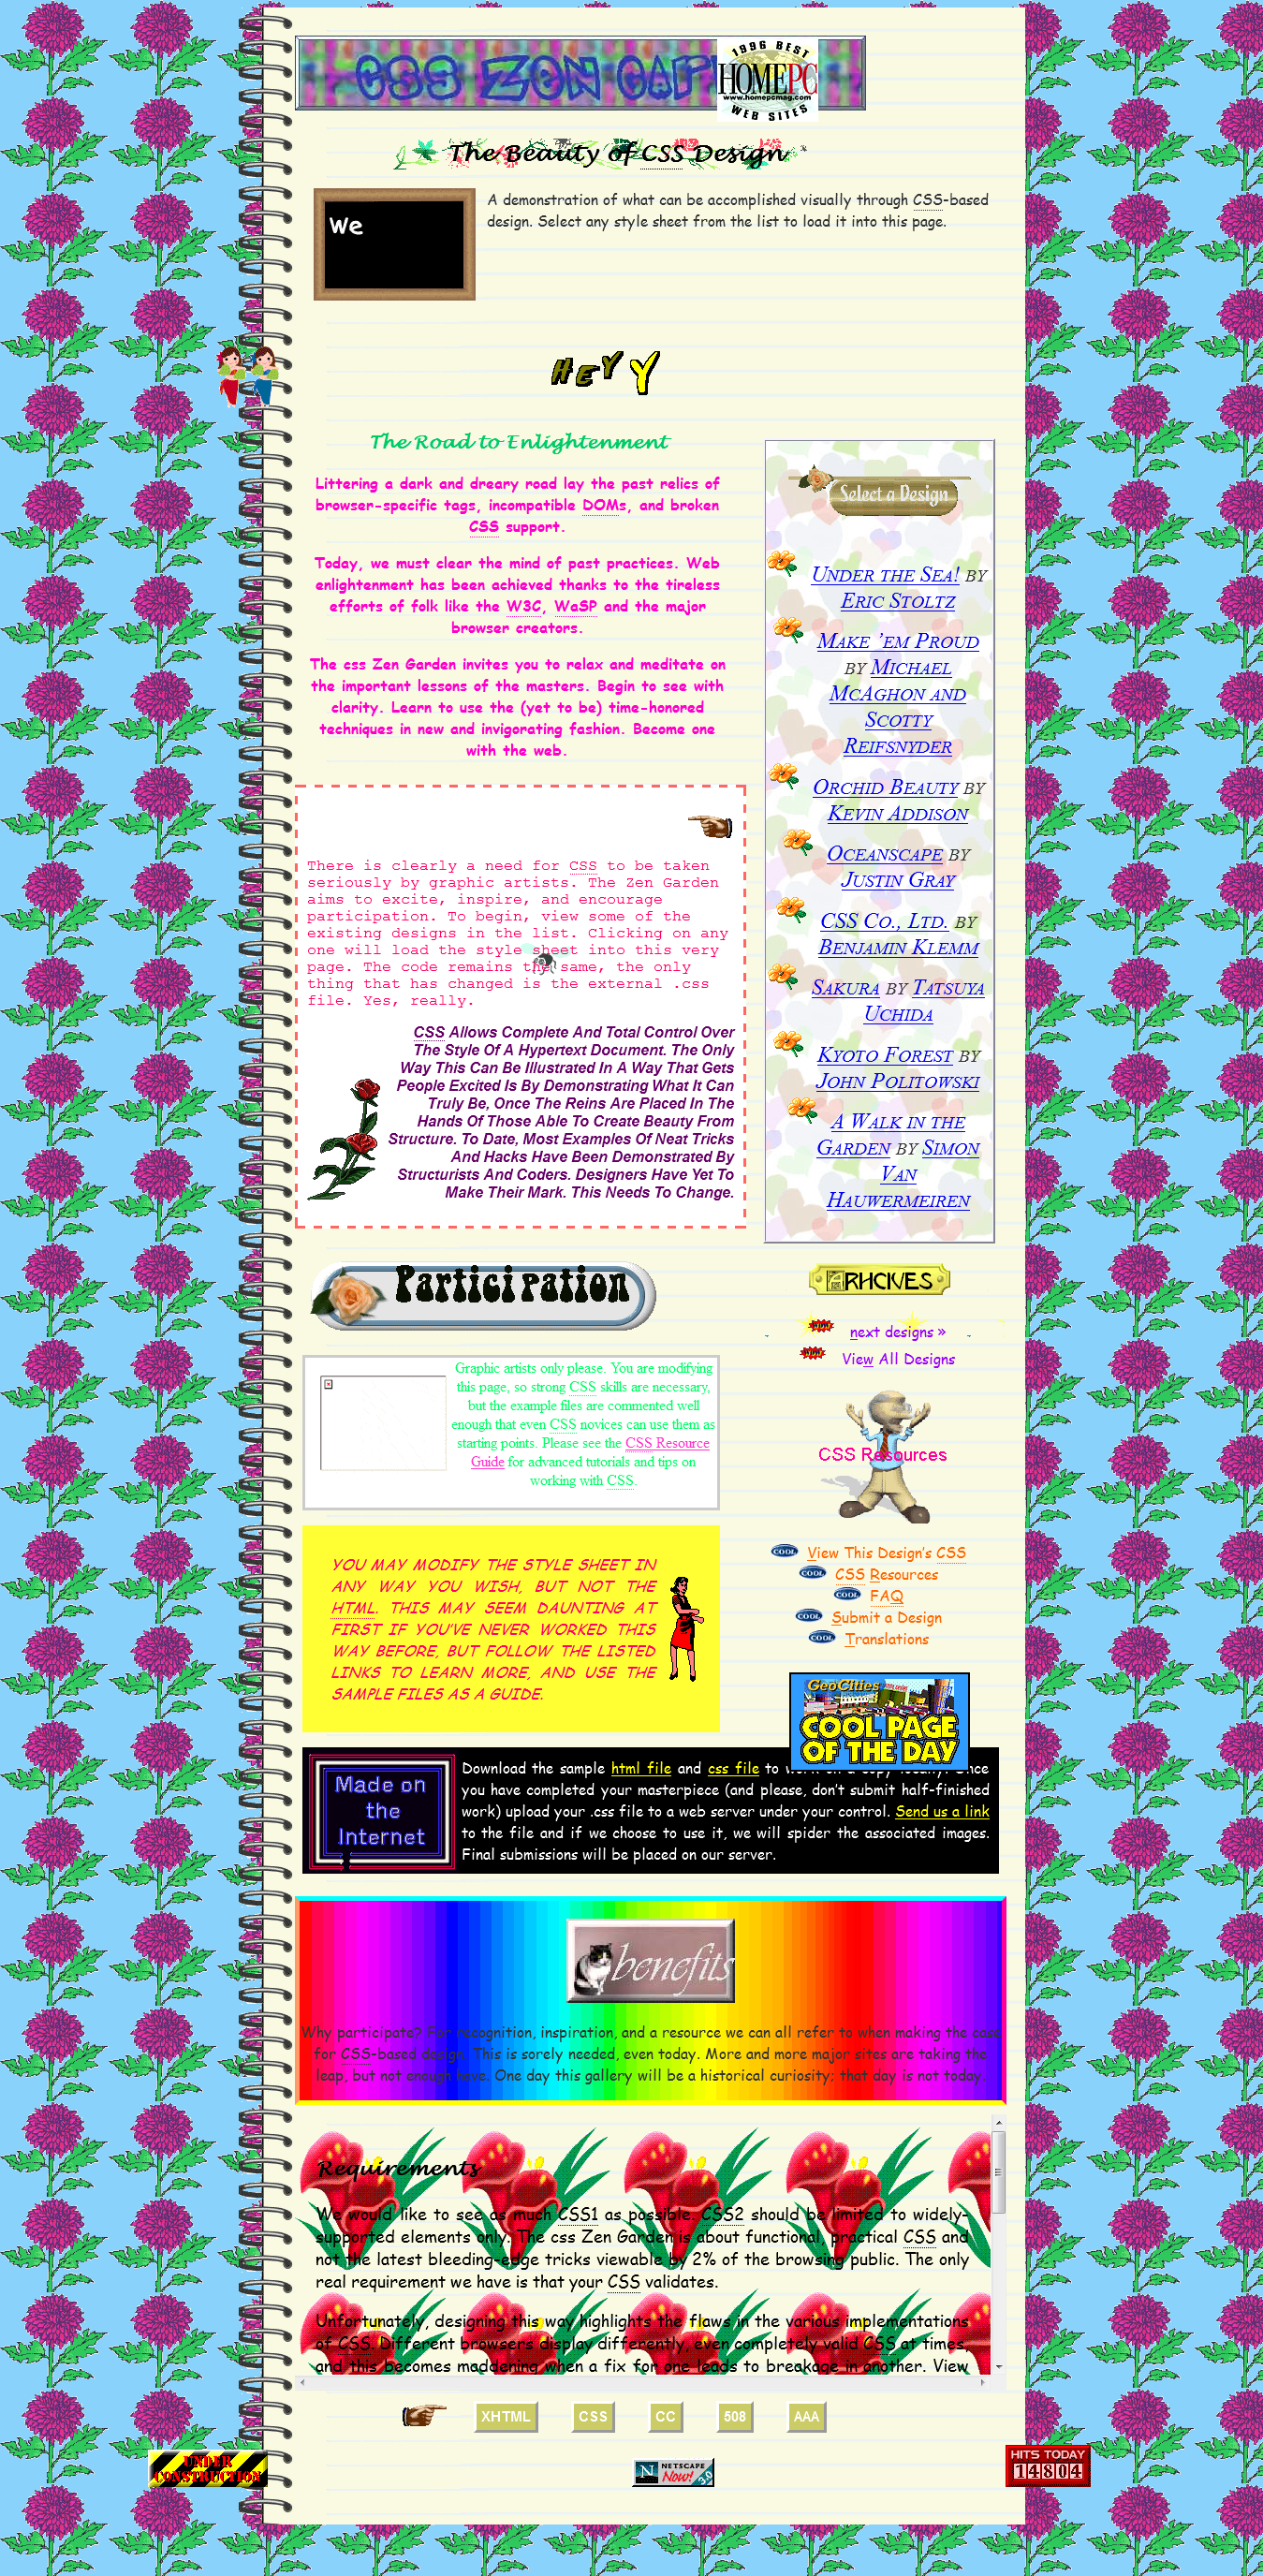 CSS ZEN GAR
1996 BEST
HOMEPC
www.homepcmag.com
WEB SITES
The Beauty of CSS Design
We
A demonstration of what can be accomplished visually through CSS-based
design. Select any style sheet from the list to load it into this page.
HEYY
The Road to Enlightenment
Littering a dark and dreary road lay the past relics of
browser-specific tags, incompatible DOMs, and broken
CSS support.
Today, we must clear the mind of past practices. Web
enlightenment has been achieved thanks to the tireless
efforts of folk like the W3C, WaSP and the major
browser creators.
The css Zen Garden invites you to relax and meditate on
the important lessons of the masters. Begin to see with
clarity. Learn to use the (yet to be) time-honored
techniques in new and invigorating fashion. Become one
with the web.
There is clearly a need for CSS to be taken
seriously by graphic artists. The Zen Garden
aims to excite, inspire, and encourage
participation. To begin, view some of the
existing designs in the list. Clicking on any
one will load the style sheet into this very
page. The code remains the same, the only
thing that has changed is the external .css
file. Yes, really.
CSS Allows Complete And Total Control Over
The Style Of A Hypertext Document. The Only
Way This Can Be Illustrated In A Way That Gets
People Excited Is By Demonstrating What It Can
Truly Be, Once The Reins Are Placed In The
Hands Of Those Able To Create Beauty From
Structure. To Date, Most Examples Of Neat Tricks
And Hacks Have Been Demonstrated By
Structurists And Coders. Designers Have Yet To
Make Their Mark. This Needs To Change.
Select a Design
Under the Sea! by
Eric Stoltz
Make ’em Proud
by Michael
McAghon and
Scotty
Reifsnyder
Orchid Beauty by
Kevin Addison
Oceanscape by
Justin Gray
CSS Co., Ltd. by
Benjamin Klemm
Sakura by Tatsuya
Uchida
Kyoto Forest by
John Politowski
A Walk in the
Garden by Simon
Van
Hauwermeiren
Participation
Graphic artists only please. You are modifying
this page, so strong CSS skills are necessary,
but the example files are commented well
enough that even CSS novices can use them as
starting points. Please see the CSS Resource
Guide for advanced tutorials and tips on
working with CSS.
YOU MAY MODIFY THE STYLE SHEET IN
ANY WAY YOU WISH, BUT NOT THE
HTML. THIS MAY SEEM DAUNTING AT
FIRST IF YOU'VE NEVER WORKED THIS
WAY BEFORE, BUT FOLLOW THE LISTED
LINKS TO LEARN MORE, AND USE THE
SAMPLE FILES AS A GUIDE.
ARHCIVES
next designs »
View All Designs
CSS Resources
COOL View This Design’s CSS
COOL CSS Resources
COOL FAQ
COOL Submit a Design
COOL Translations
GeoCities
COOL PAGE
OF THE DAY
Made on
the
Internet
Download the sample html file and css file to work on a copy locally. Once
you have completed your masterpiece (and please, don’t submit half-finished
work) upload your .css file to a web server under your control. Send us a link
to the file and if we choose to use it, we will spider the associated images.
Final submissions will be placed on our server.
benefits
Why participate? For recognition, inspiration, and a resource we can all refer to when making the case
for CSS-based design. This is sorely needed, even today. More and more major sites are taking the
leap, but not enough have. One day this gallery will be a historical curiosity; that day is not today.
Requirements
We would like to see as much CSS1 as possible. CSS2 should be limited to widely-
supported elements only. The css Zen Garden is about functional, practical CSS and
not the latest bleeding-edge tricks viewable by 2% of the browsing public. The only
real requirement we have is that your CSS validates.
Unfortunately, designing this way highlights the flaws in the various implementations
of CSS. Different browsers display differently, even completely valid CSS at times,
and this becomes maddening when a fix for one leads to breakage in another. View
XHTML CSS CC 508 AAA
UNDER
CONSTRUCTION
N NETSCAPE
Now! 3.0
HITS TODAY
14804